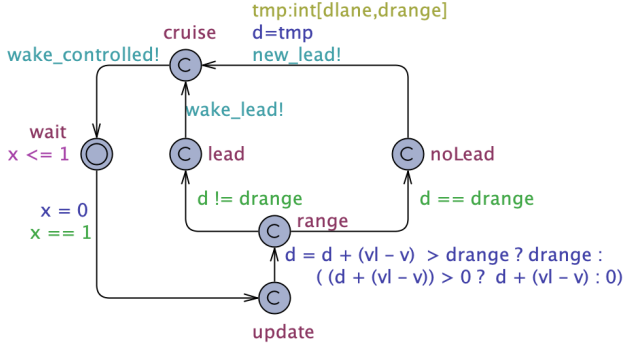 tmp:int[dlane,drange]
cruise
d=tmp
wake_controlled!
new_lead!
C
wake_lead!
wait
x <= 1
C
lead
C
noLead
d != drange
d == drange
x = 0
x == 1
C
range
d = d + (vl – v) > drange ? drange :
( (d + (vl – v)) > 0 ? d + (vl – v) : 0)
C
update